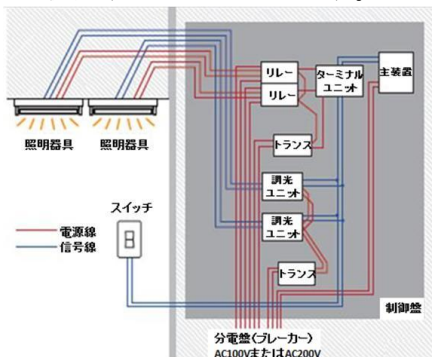 リレー
リレー
ターミナル
ユニット
主装置
照明器具
照明器具
トランス
調光
ユニット
調光
ユニット
スイッチ
電源線
信号線
トランス
制御盤
分電盤(ブレーカー)
AC100VまたはAC200V